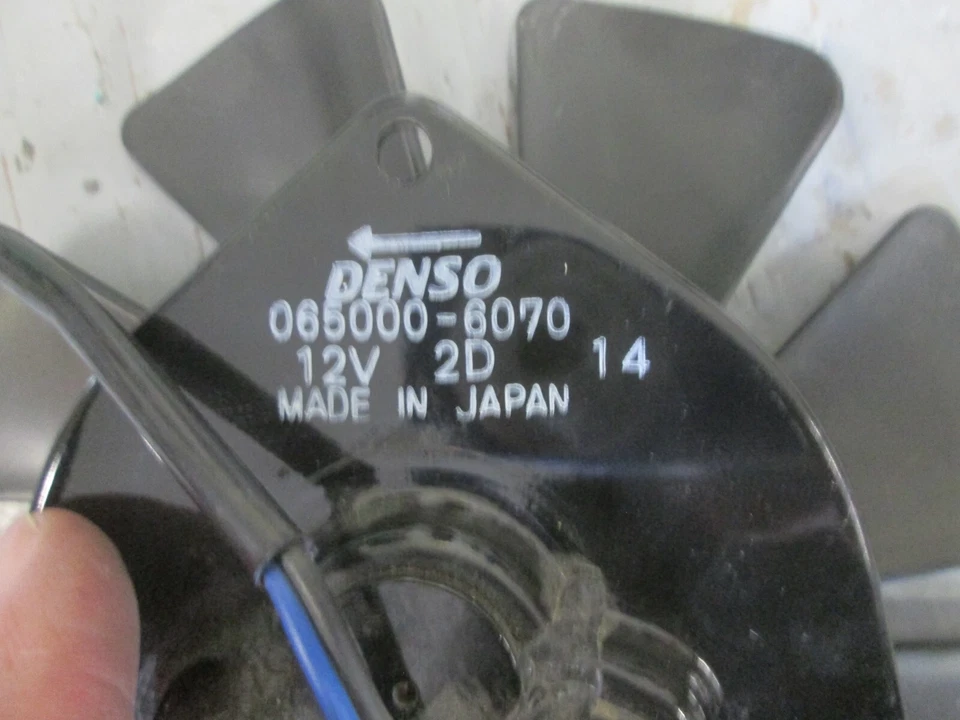 DENSO
065000-6070
12V 2D 14
MADE IN JAPAN